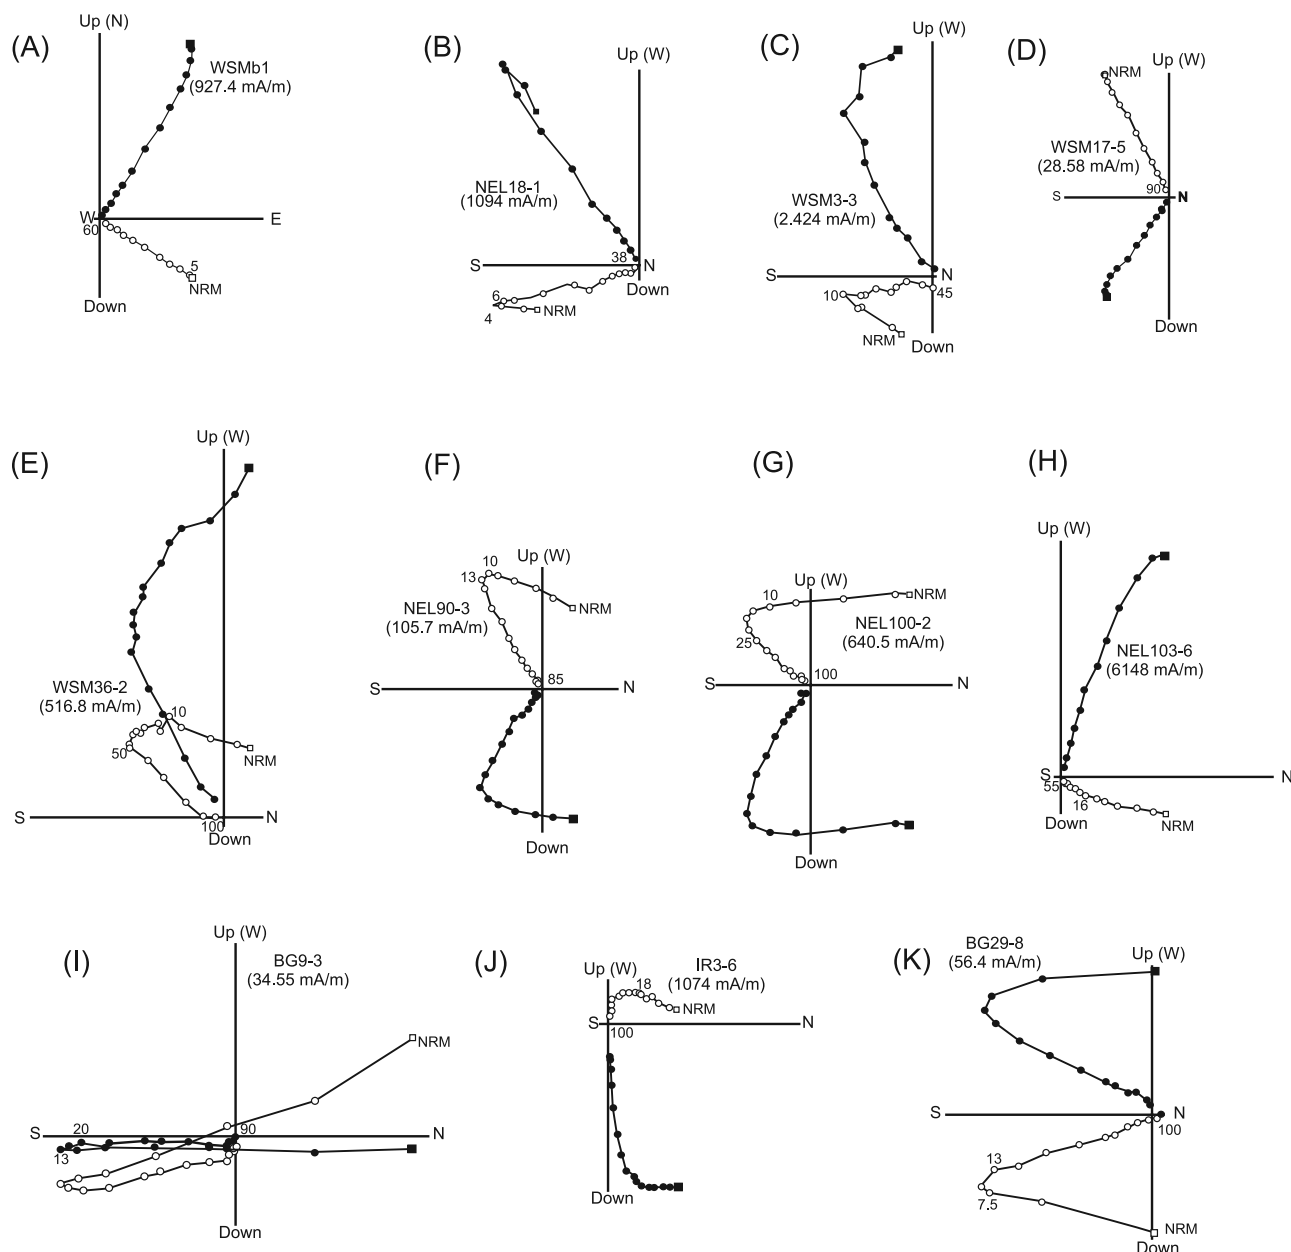 (A)
Up (N)
WSMb1
(927.4 mA/m)
W
E
60
5
NRM
Down
(B)
Up (W)
NEL18-1
(1094 mA/m)
38
S
N
6
4
NRM
Down
(C)
Up (W)
WSM3-3
(2.424 mA/m)
S
N
10
45
NRM
Down
(D)
Up (W)
NRM
WSM17-5
(28.58 mA/m)
90
S
N
Down
(E)
Up (W)
WSM36-2
(516.8 mA/m)
10
50
NRM
S
N
100
Down
(F)
Up (W)
10
13
NRM
NEL90-3
(105.7 mA/m)
85
S
N
Down
(G)
Up (W)
10
NRM
NEL100-2
(640.5 mA/m)
25
100
S
N
Down
(H)
Up (W)
NEL103-6
(6148 mA/m)
S
N
55
16
NRM
Down
(I)
Up (W)
BG9-3
(34.55 mA/m)
NRM
S
20
90
N
13
Down
(J)
Up (W)
IR3-6
(1074 mA/m)
18
NRM
S
N
100
Down
(K)
BG29-8
(56.4 mA/m)
Up (W)
S
N
100
13
7.5
NRM
Down